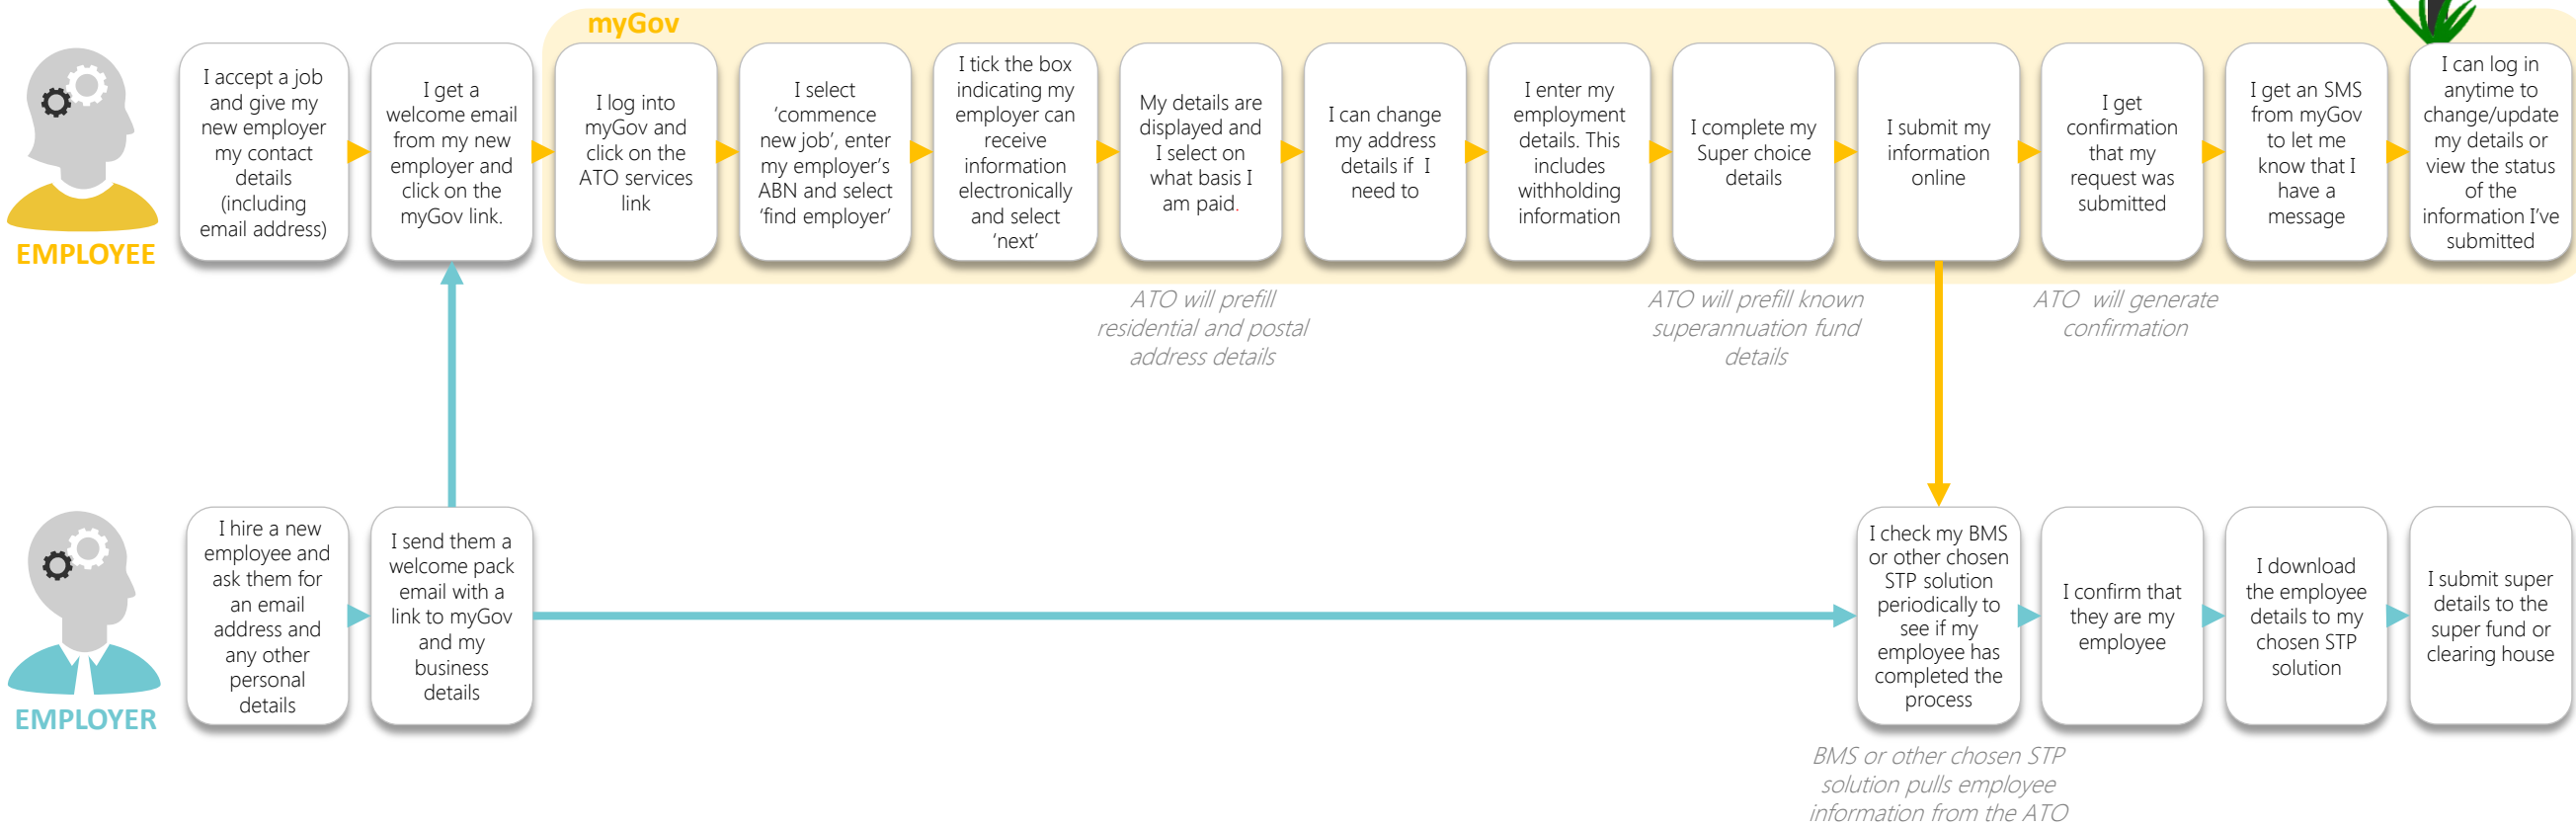 myGov
I accept a job
and give my
new employer
my contact
details
(including
email address)
I get a
welcome email
from my new
employer and
click on the
myGov link.
I log into
myGov and
click on the
ATO services
link
I select
‘commence
new job’, enter
my employer’s
ABN and select
‘find employer’
I tick the box
indicating my
employer can
receive
information
electronically
and select
‘next’
My details are
displayed and
I select on
what basis I
am paid.
I can change
my address
details if I
need to
I enter my
employment
details. This
includes
withholding
information
I complete my
Super choice
details
I submit my
information
online
I get
confirmation
that my
request was
submitted
I get an SMS
from myGov
to let me
know that I
have a
message
I can log in
anytime to
change/update
my details or
view the status
of the
information I’ve
submitted
EMPLOYEE
ATO will prefill
residential and postal
address details
ATO will prefill known
superannuation fund
details
ATO will generate
confirmation
I hire a new
employee and
ask them for
an email
address and
any other
personal
details
I send them a
welcome pack
email with a
link to myGov
and my
business
details
I check my BMS
or other chosen
STP solution
periodically to
see if my
employee has
completed the
process
I confirm that
they are my
employee
I download
the employee
details to my
chosen STP
solution
I submit super
details to the
super fund or
clearing house
EMPLOYER
BMS or other chosen STP
solution pulls employee
information from the ATO